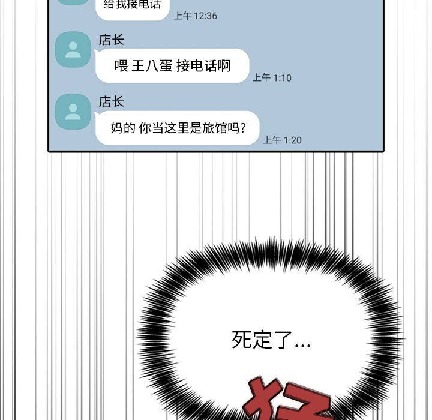 给我接电话
上午 12:36
店长
喂 王八蛋 接电话啊
上午 1:10
店长
妈的 你当这里是旅馆吗?
上午 1:20
死定了...